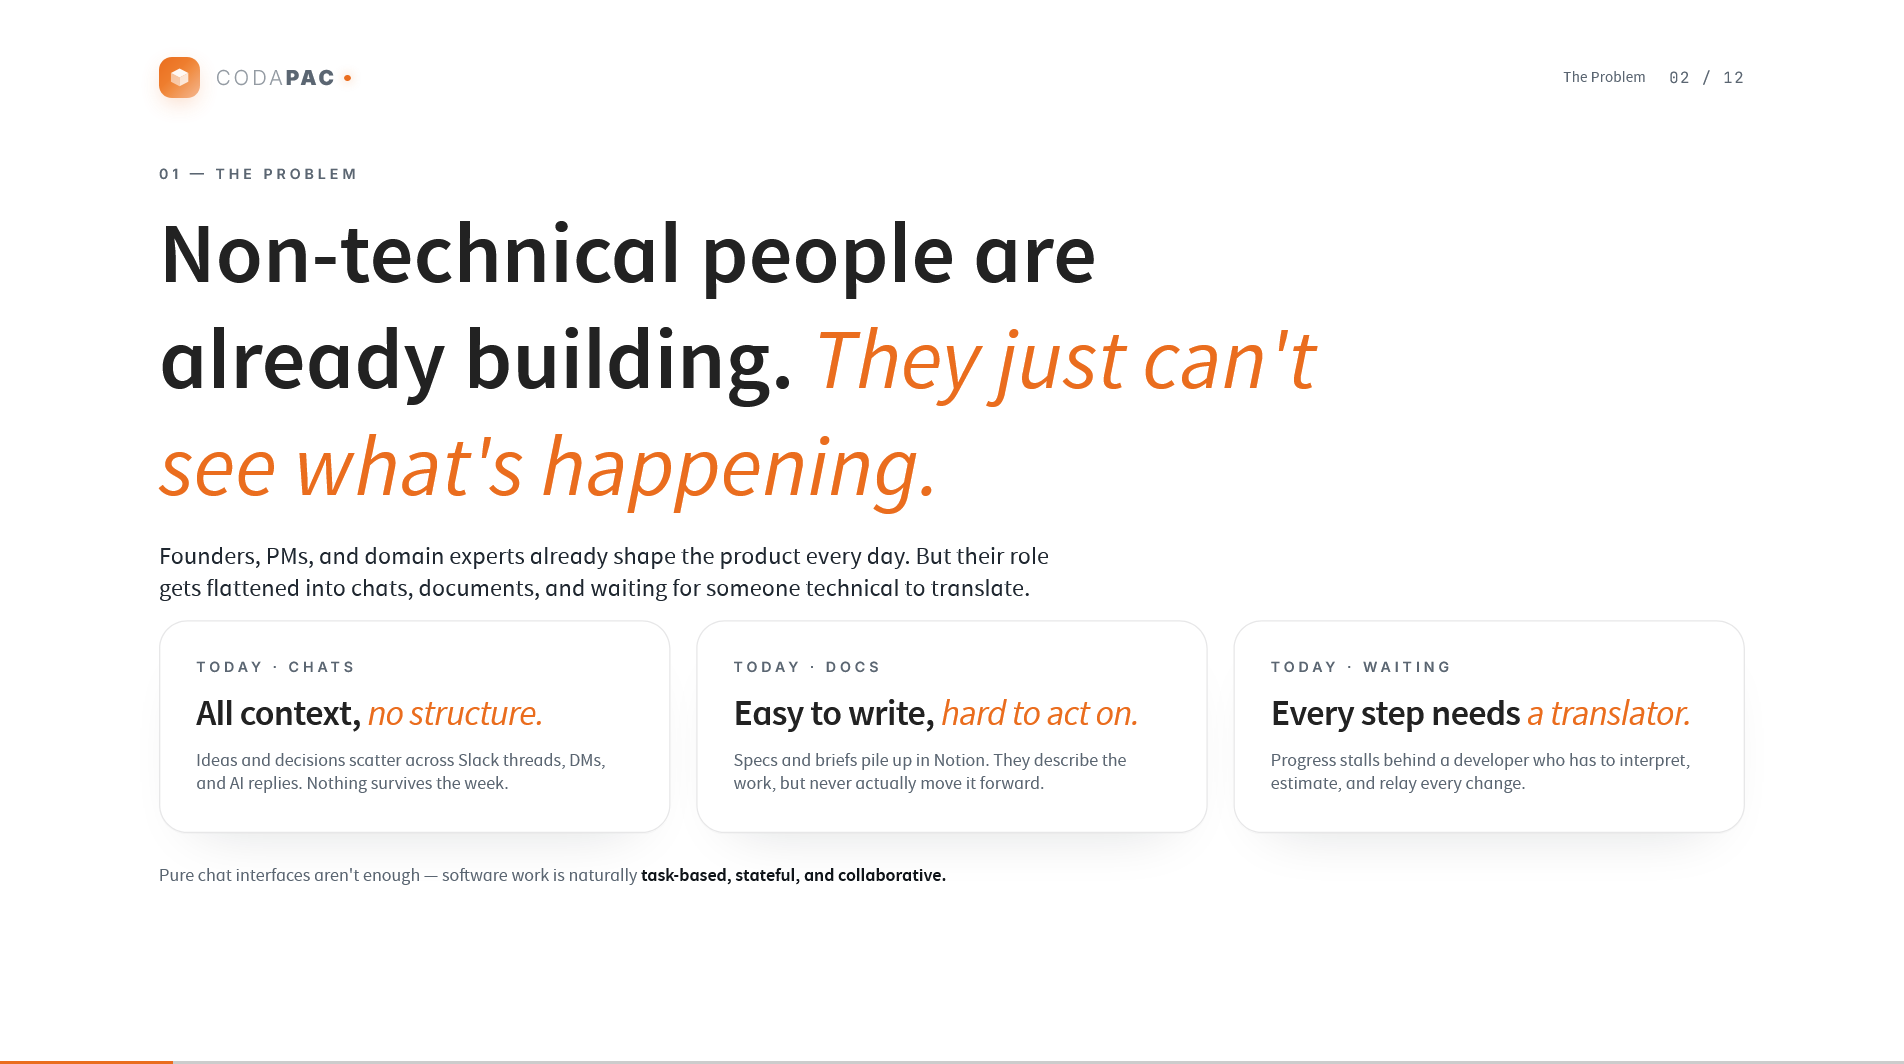 CODAPAC
The Problem 02 / 12
01 — THE PROBLEM
Non-technical people are
already building. They just can't
see what's happening.
Founders, PMs, and domain experts already shape the product every day. But their role
gets flattened into chats, documents, and waiting for someone technical to translate.
TODAY · CHATS
All context, no structure.
Ideas and decisions scatter across Slack threads, DMs,
and AI replies. Nothing survives the week.
TODAY · DOCS
Easy to write, hard to act on.
Specs and briefs pile up in Notion. They describe the
work, but never actually move it forward.
TODAY · WAITING
Every step needs a translator.
Progress stalls behind a developer who has to interpret,
estimate, and relay every change.
Pure chat interfaces aren't enough — software work is naturally task-based, stateful, and collaborative.